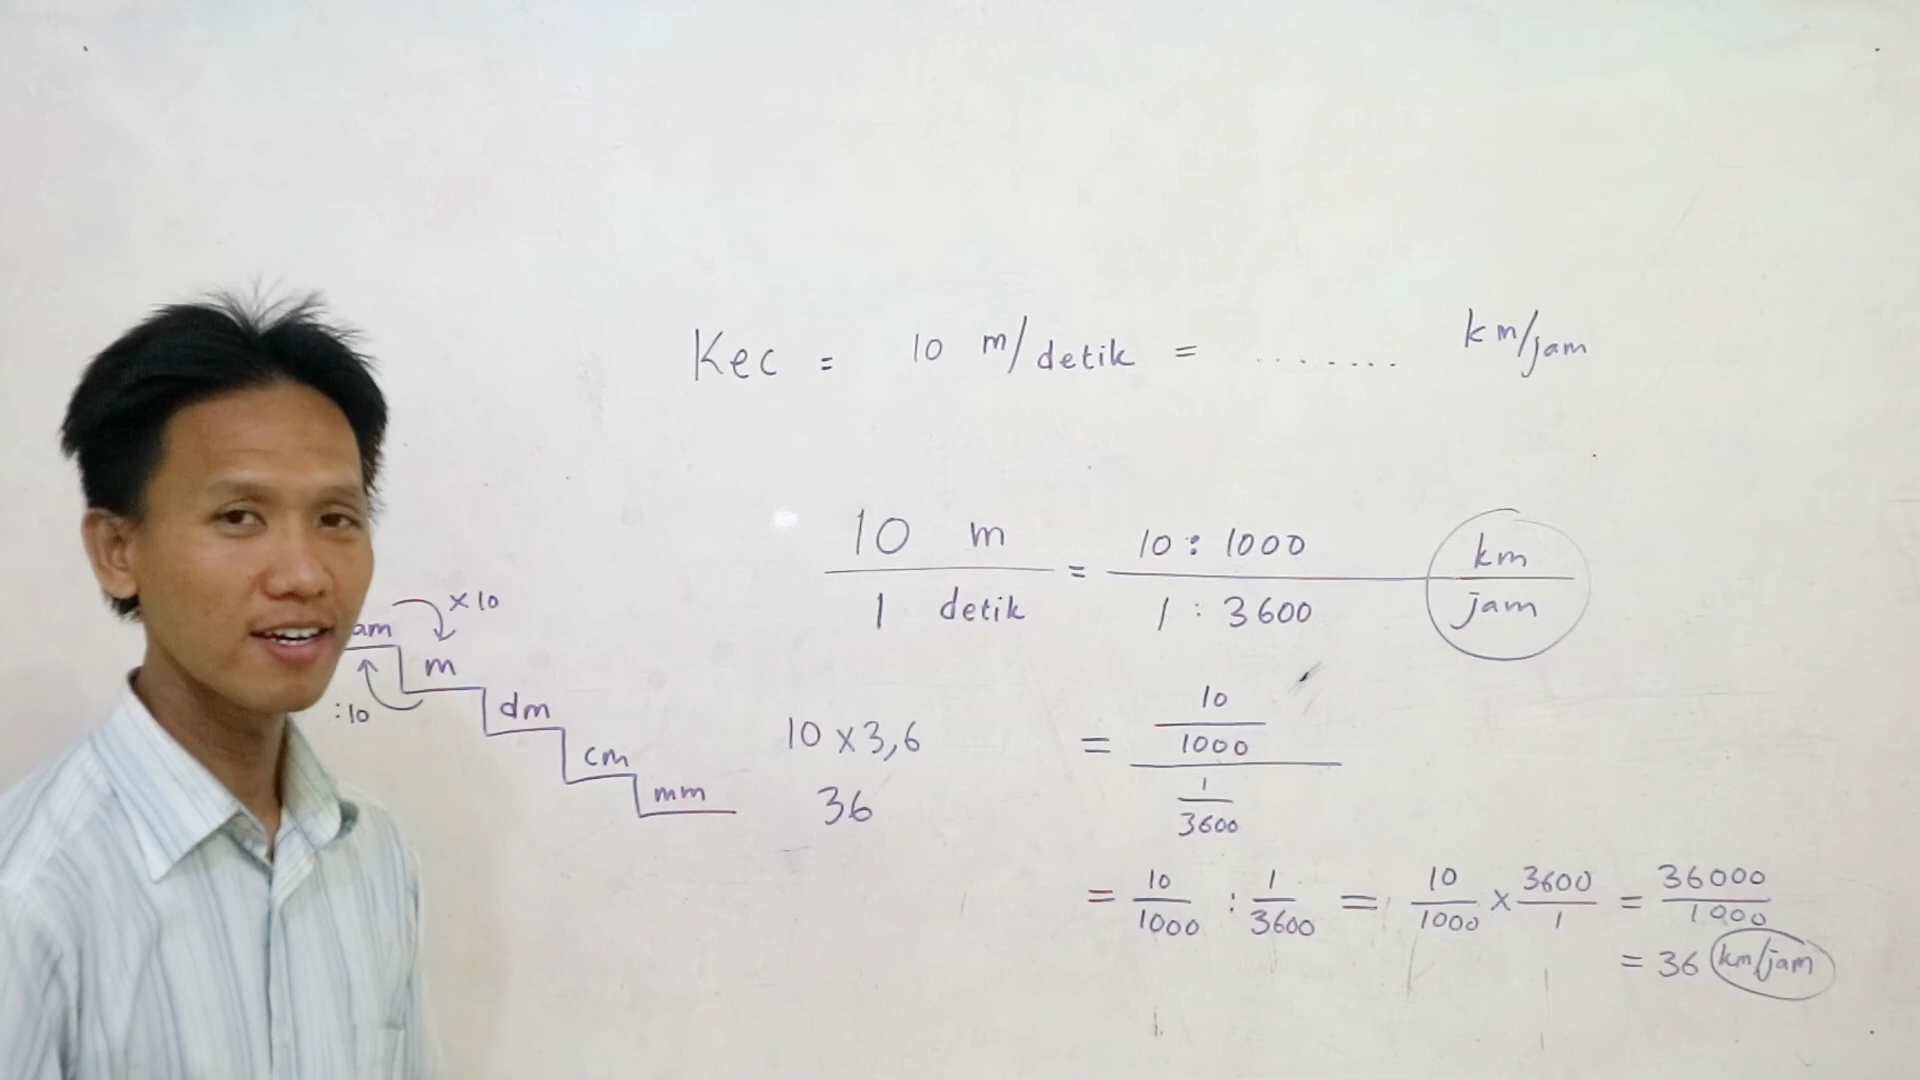 Kec = 10 m/detik = ........ km/jam
10 m / 1 detik = 10 : 1000 / 1 : 3600 km / jam
am
x10
m
:10
dm
cm
mm
10 x 3,6
36
= 10/1000 / 1/3600
= 10/1000 : 1/3600 = 10/1000 x 3600/1 = 36000/1000
= 36 km/jam